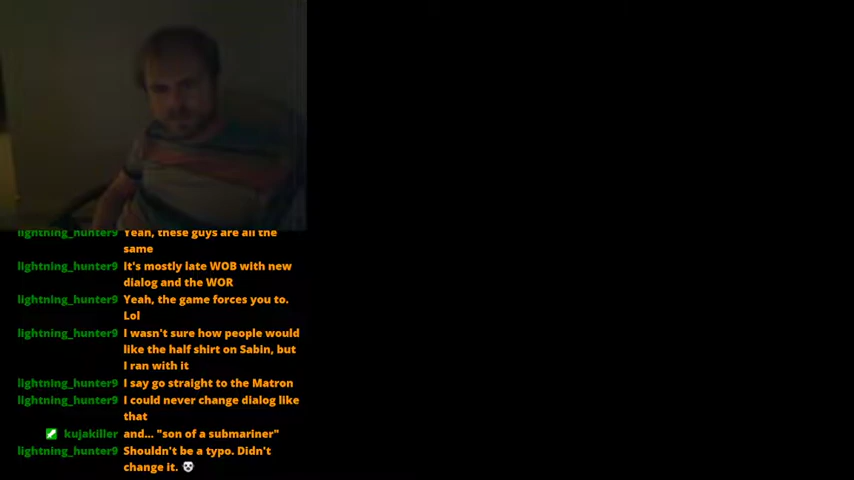 lightning_hunter9 Yeah, these guys are all the
same
lightning_hunter9 It's mostly late WOB with new
dialog and the WOR
lightning_hunter9 Yeah, the game forces you to.
Lol
lightning_hunter9 I wasn't sure how people would
like the half shirt on Sabin, but
I ran with it
lightning_hunter9 I say go straight to the Matron
lightning_hunter9 I could never change dialog like
that
kujakiller and... "son of a submariner"
lightning_hunter9 Shouldn't be a typo. Didn't
change it. 💀